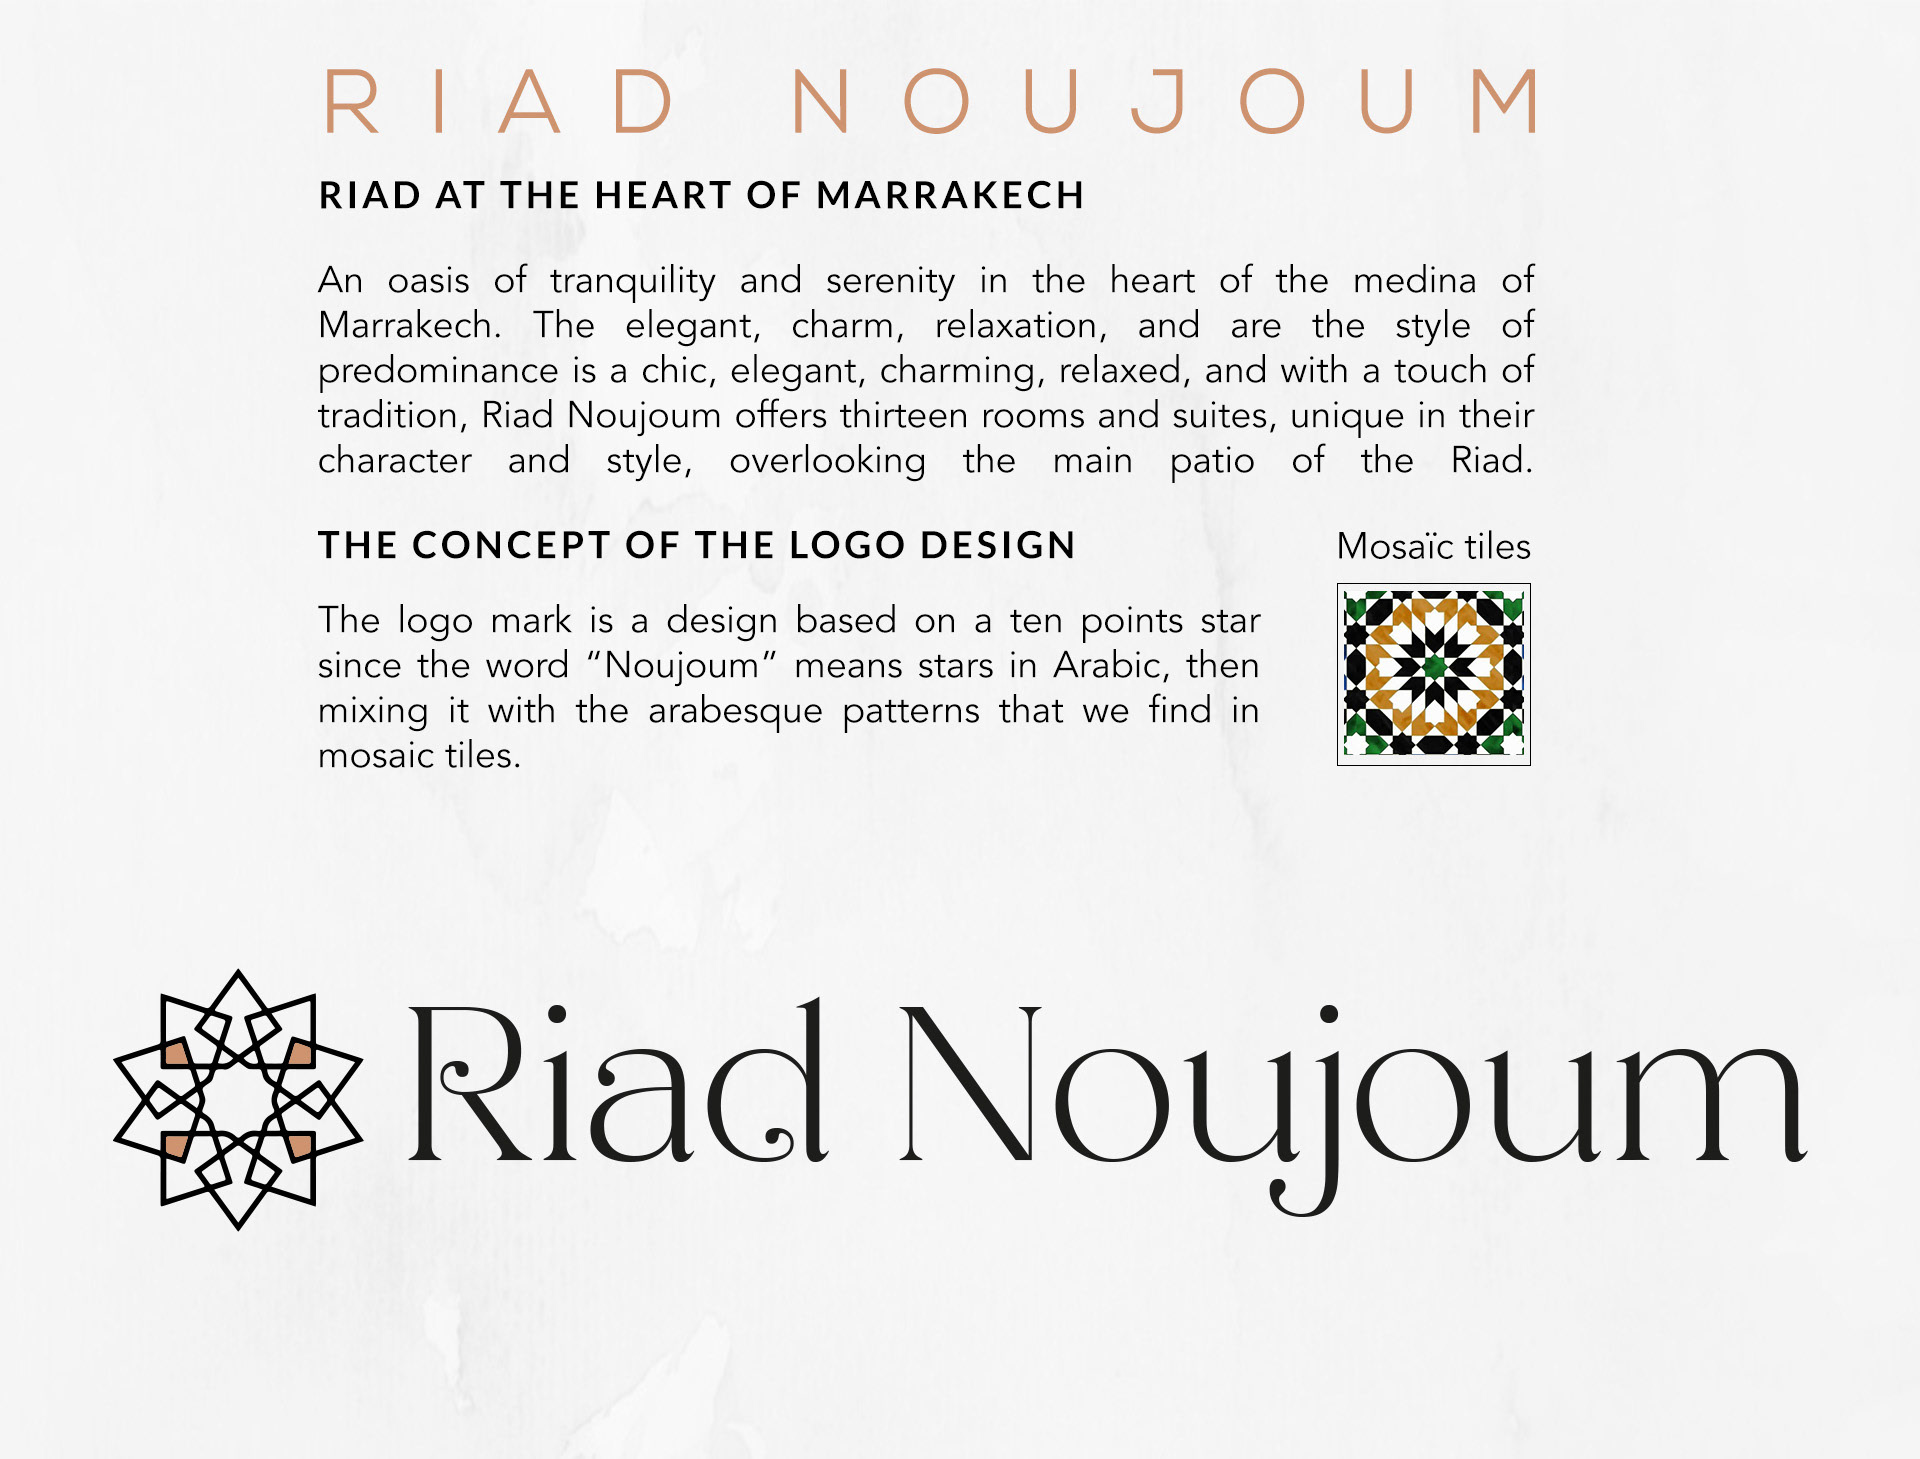 RIAD NOUJOUM
RIAD AT THE HEART OF MARRAKECH
An oasis of tranquility and serenity in the heart of the medina of
Marrakech. The elegant, charm, relaxation, and are the style of
predominance is a chic, elegant, charming, relaxed, and with a touch of
tradition, Riad Noujoum offers thirteen rooms and suites, unique in their
character and style, overlooking the main patio of the Riad.
THE CONCEPT OF THE LOGO DESIGN
The logo mark is a design based on a ten points star
since the word “Noujoum” means stars in Arabic, then
mixing it with the arabesque patterns that we find in
mosaic tiles.
Mosaïc tiles
Riad Noujoum